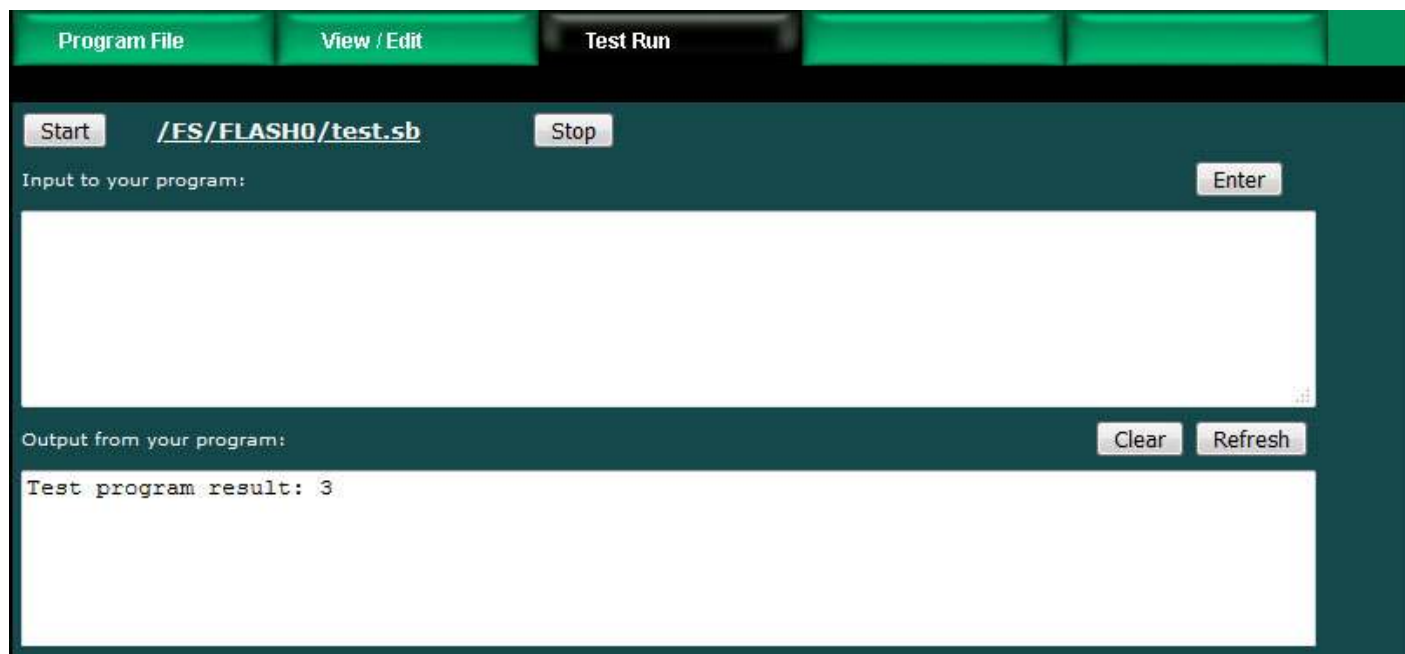 Program File View / Edit Test Run
Start /FS/FLASH0/test.sb Stop
Input to your program: Enter
Output from your program: Clear Refresh
Test program result: 3